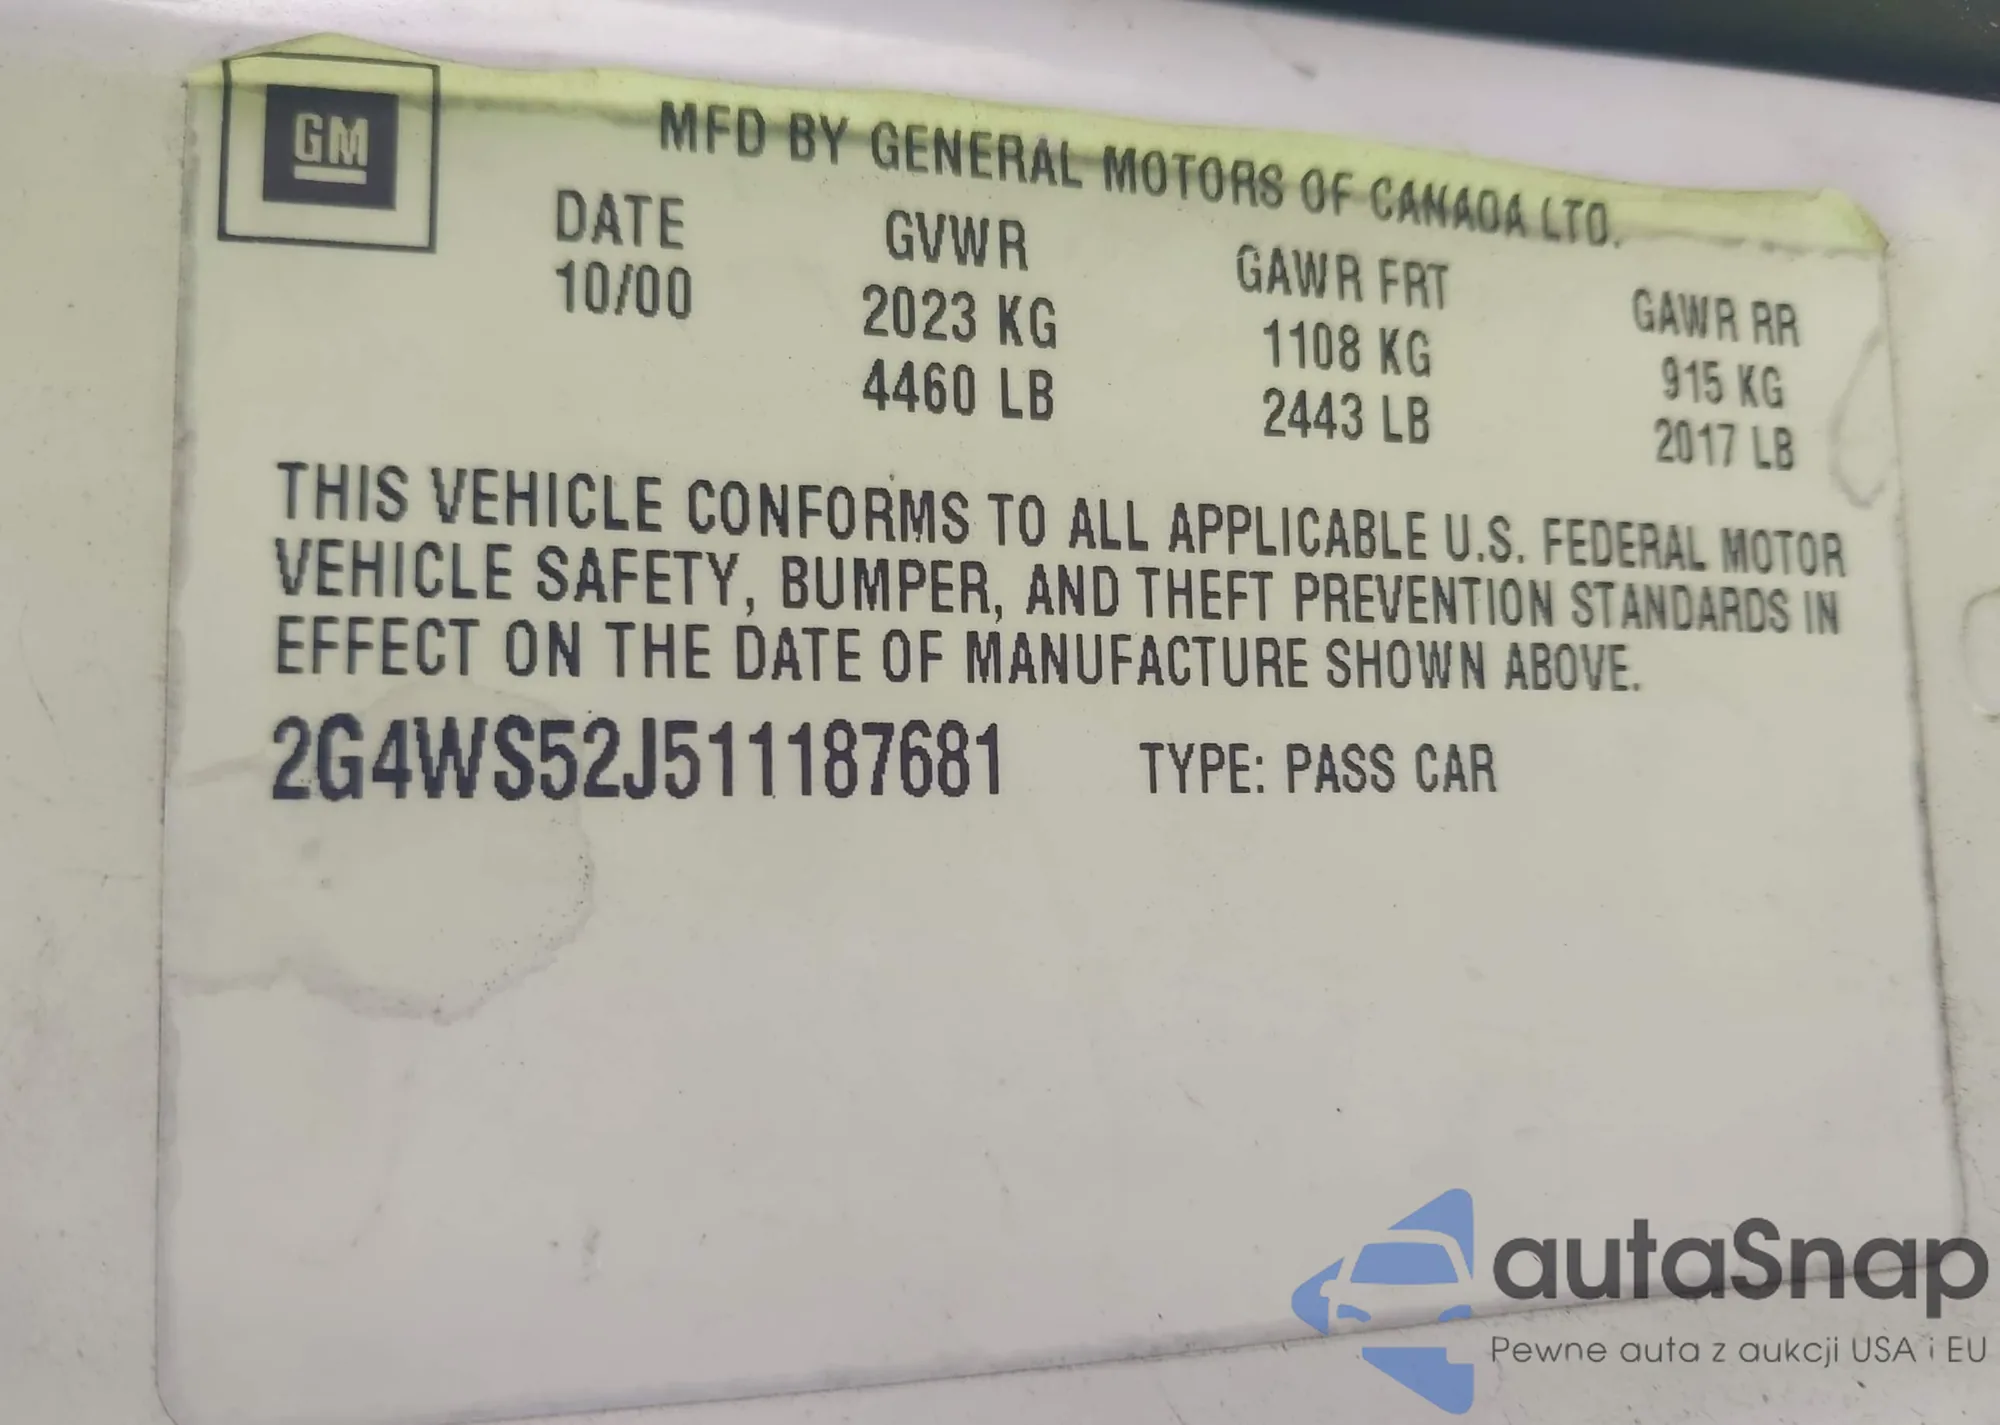 GM
MFD BY GENERAL MOTORS OF CANADA LTD.
DATE GVWR GAWR FRT GAWR RR
10/00 2023 KG 1108 KG 915 KG
4460 LB 2443 LB 2017 LB
THIS VEHICLE CONFORMS TO ALL APPLICABLE U.S. FEDERAL MOTOR
VEHICLE SAFETY, BUMPER, AND THEFT PREVENTION STANDARDS IN
EFFECT ON THE DATE OF MANUFACTURE SHOWN ABOVE.
2G4WS52J511187681 TYPE: PASS CAR
autaSnap
Pewne auta z aukcji USA i EU